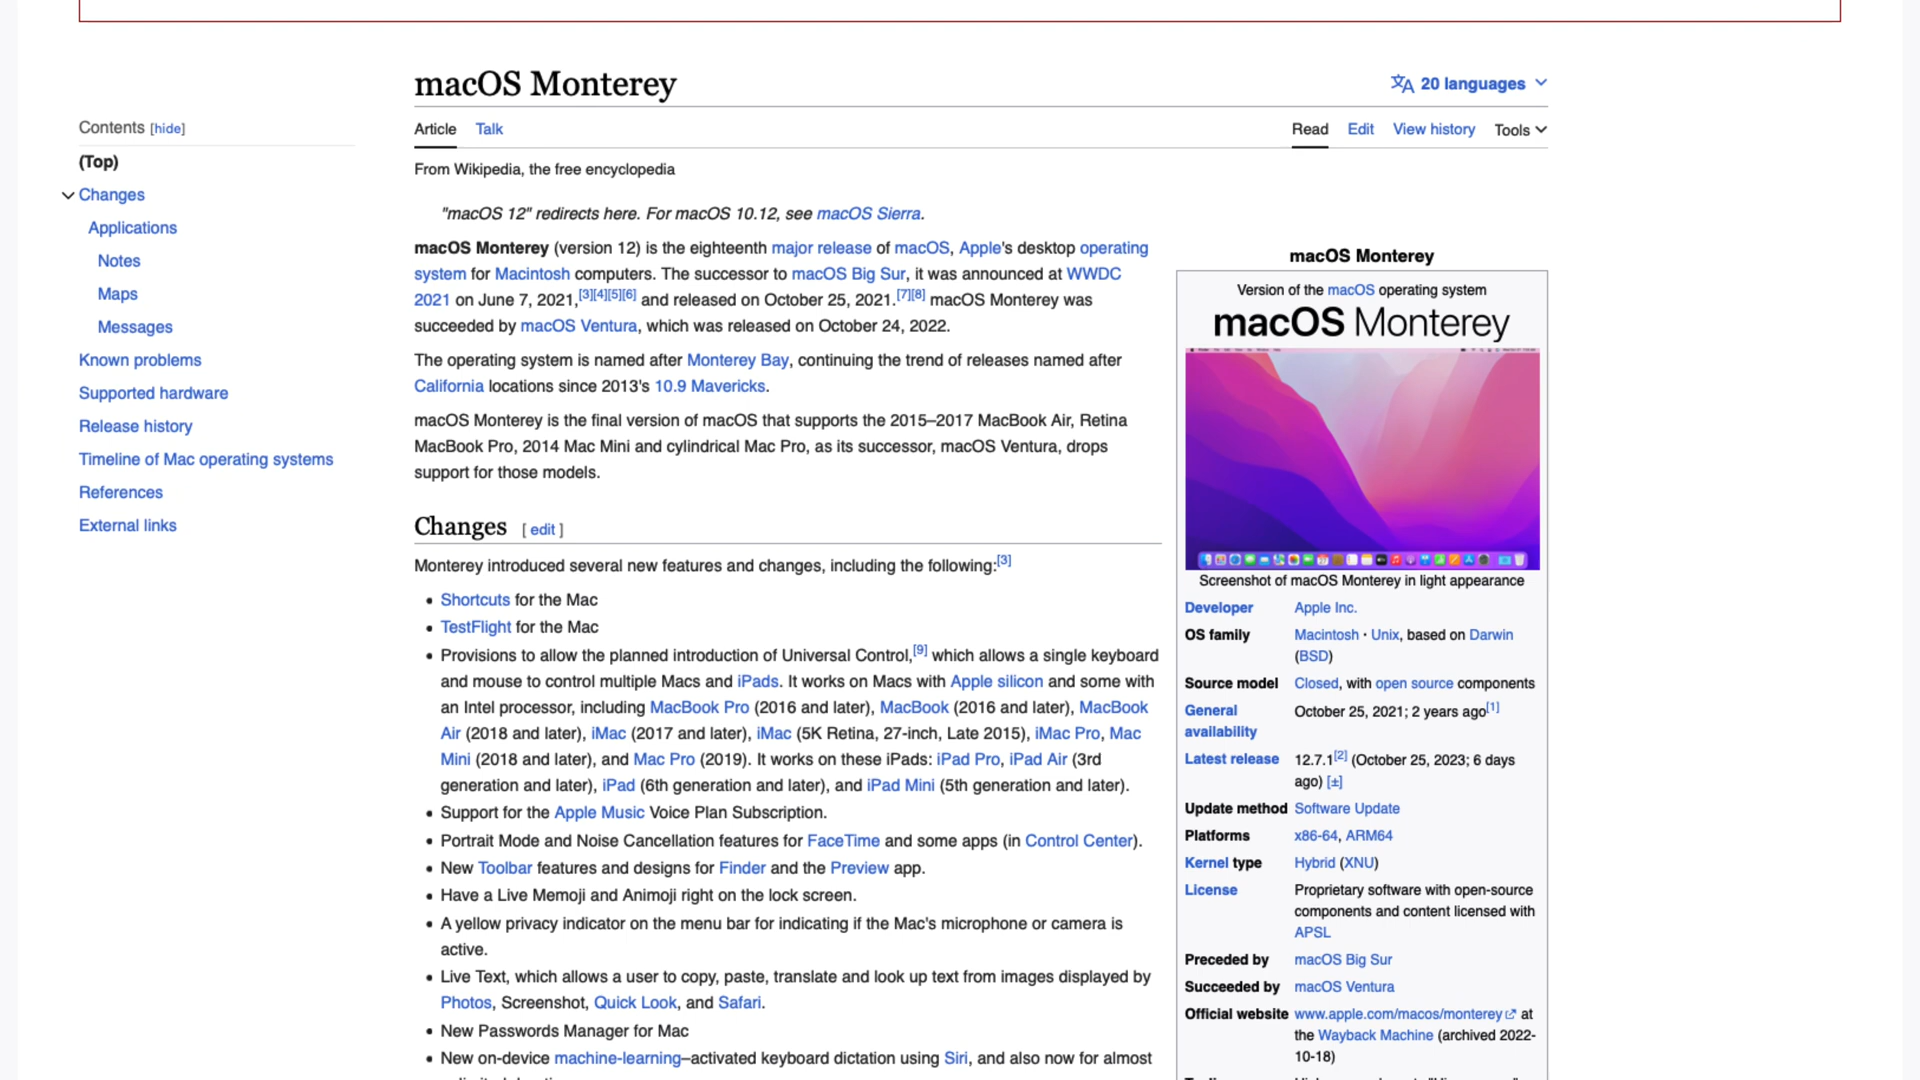 macOS Monterey
20 languages
Contents [hide]
(Top)
Changes
Applications
Notes
Maps
Messages
Known problems
Supported hardware
Release history
Timeline of Mac operating systems
References
External links
Article Talk
Read Edit View history Tools
From Wikipedia, the free encyclopedia
"macOS 12" redirects here. For macOS 10.12, see macOS Sierra.
macOS Monterey (version 12) is the eighteenth major release of macOS, Apple's desktop operating
system for Macintosh computers. The successor to macOS Big Sur, it was announced at WWDC
2021 on June 7, 2021,[3][4][5][6] and released on October 25, 2021.[7][8] macOS Monterey was
succeeded by macOS Ventura, which was released on October 24, 2022.
The operating system is named after Monterey Bay, continuing the trend of releases named after
California locations since 2013's 10.9 Mavericks.
macOS Monterey is the final version of macOS that supports the 2015–2017 MacBook Air, Retina
MacBook Pro, 2014 Mac Mini and cylindrical Mac Pro, as its successor, macOS Ventura, drops
support for those models.
Changes [ edit ]
Monterey introduced several new features and changes, including the following:[3]
• Shortcuts for the Mac
• TestFlight for the Mac
• Provisions to allow the planned introduction of Universal Control,[9] which allows a single keyboard
and mouse to control multiple Macs and iPads. It works on Macs with Apple silicon and some with
an Intel processor, including MacBook Pro (2016 and later), MacBook (2016 and later), MacBook
Air (2018 and later), iMac (2017 and later), iMac (5K Retina, 27-inch, Late 2015), iMac Pro, Mac
Mini (2018 and later), and Mac Pro (2019). It works on these iPads: iPad Pro, iPad Air (3rd
generation and later), iPad (6th generation and later), and iPad Mini (5th generation and later).
• Support for the Apple Music Voice Plan Subscription.
• Portrait Mode and Noise Cancellation features for FaceTime and some apps (in Control Center).
• New Toolbar features and designs for Finder and the Preview app.
• Have a Live Memoji and Animoji right on the lock screen.
• A yellow privacy indicator on the menu bar for indicating if the Mac's microphone or camera is
active.
• Live Text, which allows a user to copy, paste, translate and look up text from images displayed by
Photos, Screenshot, Quick Look, and Safari.
• New Passwords Manager for Mac
• New on-device machine-learning–activated keyboard dictation using Siri, and also now for almost
macOS Monterey
Version of the macOS operating system
macOS Monterey
Screenshot of macOS Monterey in light appearance
Developer Apple Inc.
OS family Macintosh · Unix, based on Darwin
(BSD)
Source model Closed, with open source components
General
availability October 25, 2021; 2 years ago[1]
Latest release 12.7.1[2] (October 25, 2023; 6 days
ago) [±]
Update method Software Update
Platforms x86-64, ARM64
Kernel type Hybrid (XNU)
License Proprietary software with open-source
components and content licensed with
APSL
Preceded by macOS Big Sur
Succeeded by macOS Ventura
Official website www.apple.com/macos/monterey at
the Wayback Machine (archived 2022-
10-18)